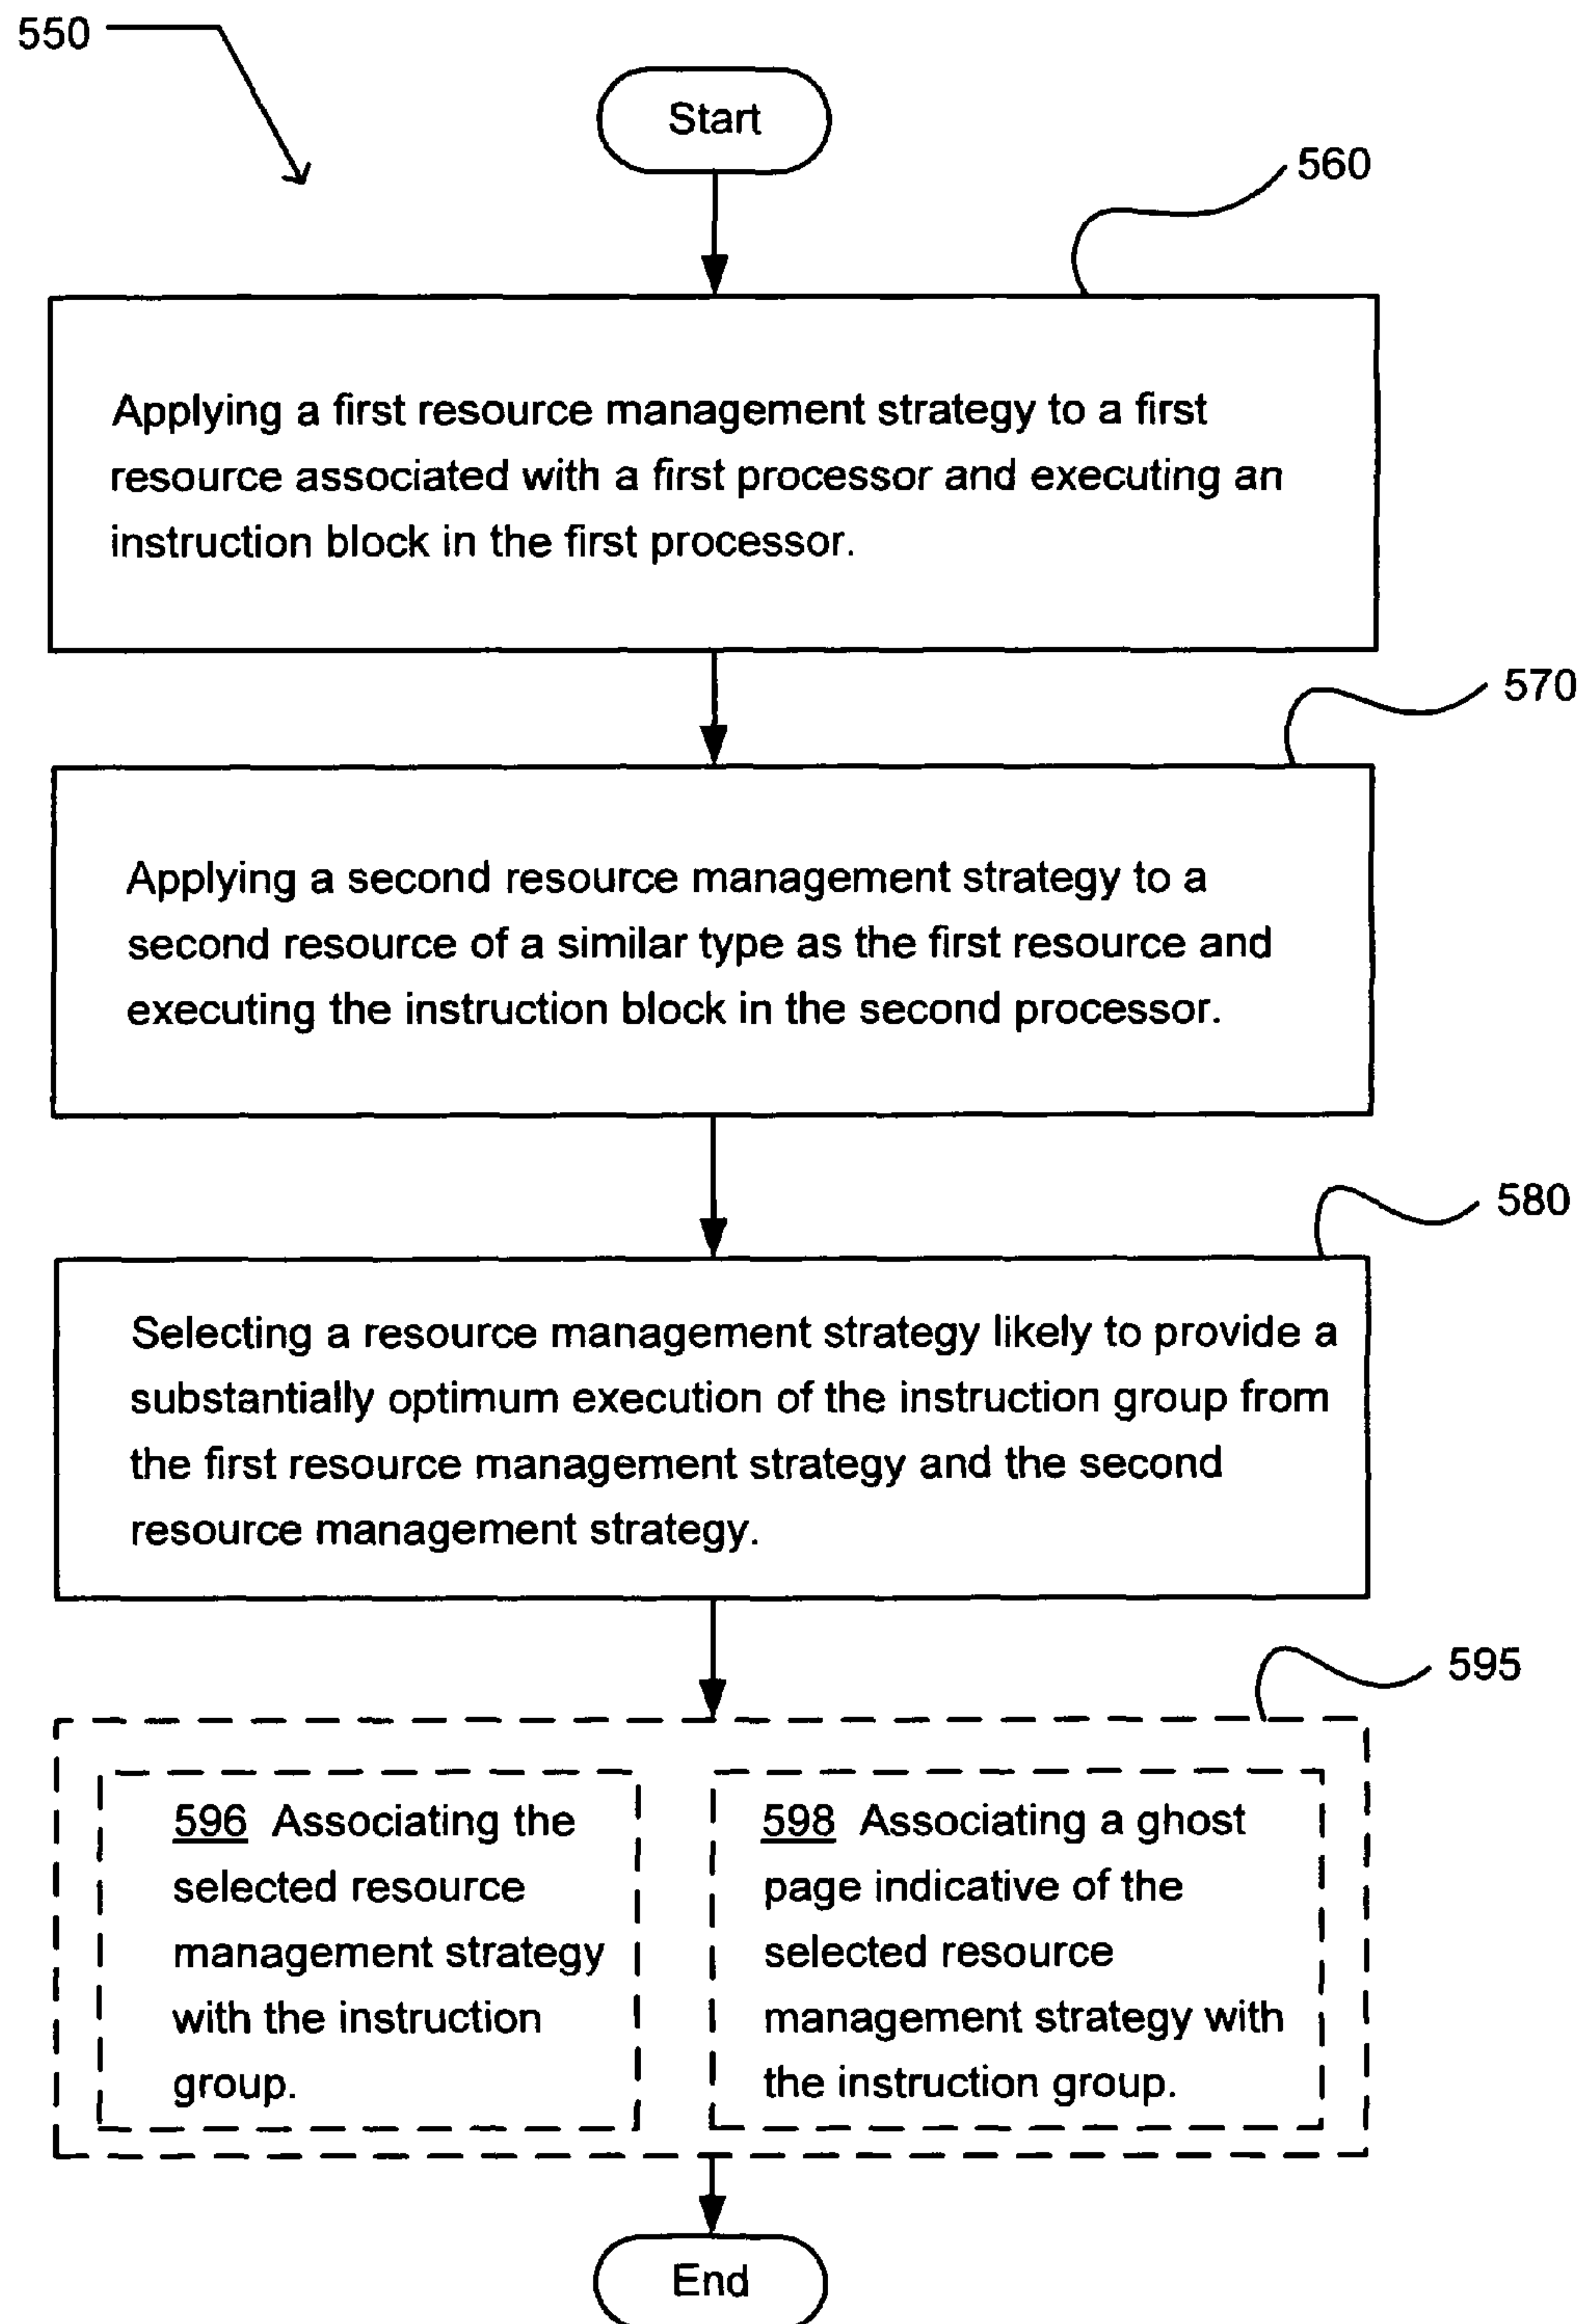 550
Start
560
Applying a first resource management strategy to a first
resource associated with a first processor and executing an
instruction block in the first processor.
570
Applying a second resource management strategy to a
second resource of a similar type as the first resource and
executing the instruction block in the second processor.
580
Selecting a resource management strategy likely to provide a
substantially optimum execution of the instruction group from
the first resource management strategy and the second
resource management strategy.
595
596 Associating the
selected resource
management strategy
with the instruction
group.
598 Associating a ghost
page indicative of the
selected resource
management strategy with
the instruction group.
End